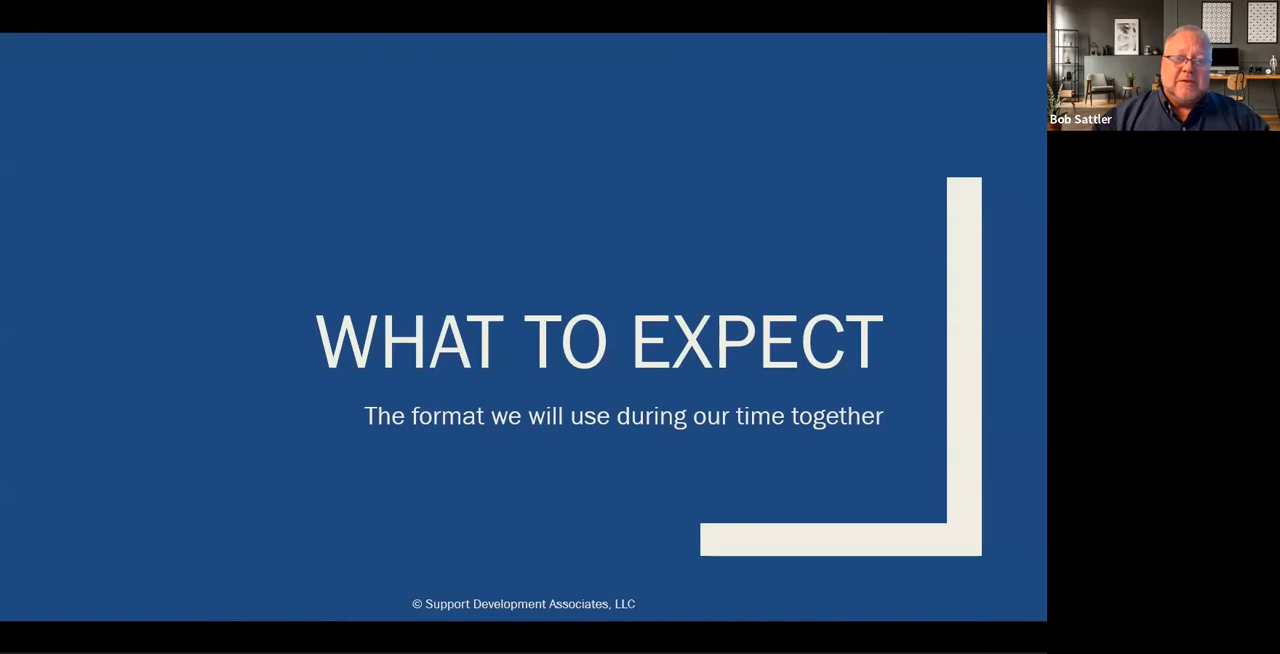 WHAT TO EXPECT
The format we will use during our time together
© Support Development Associates, LLC
Bob Sattler